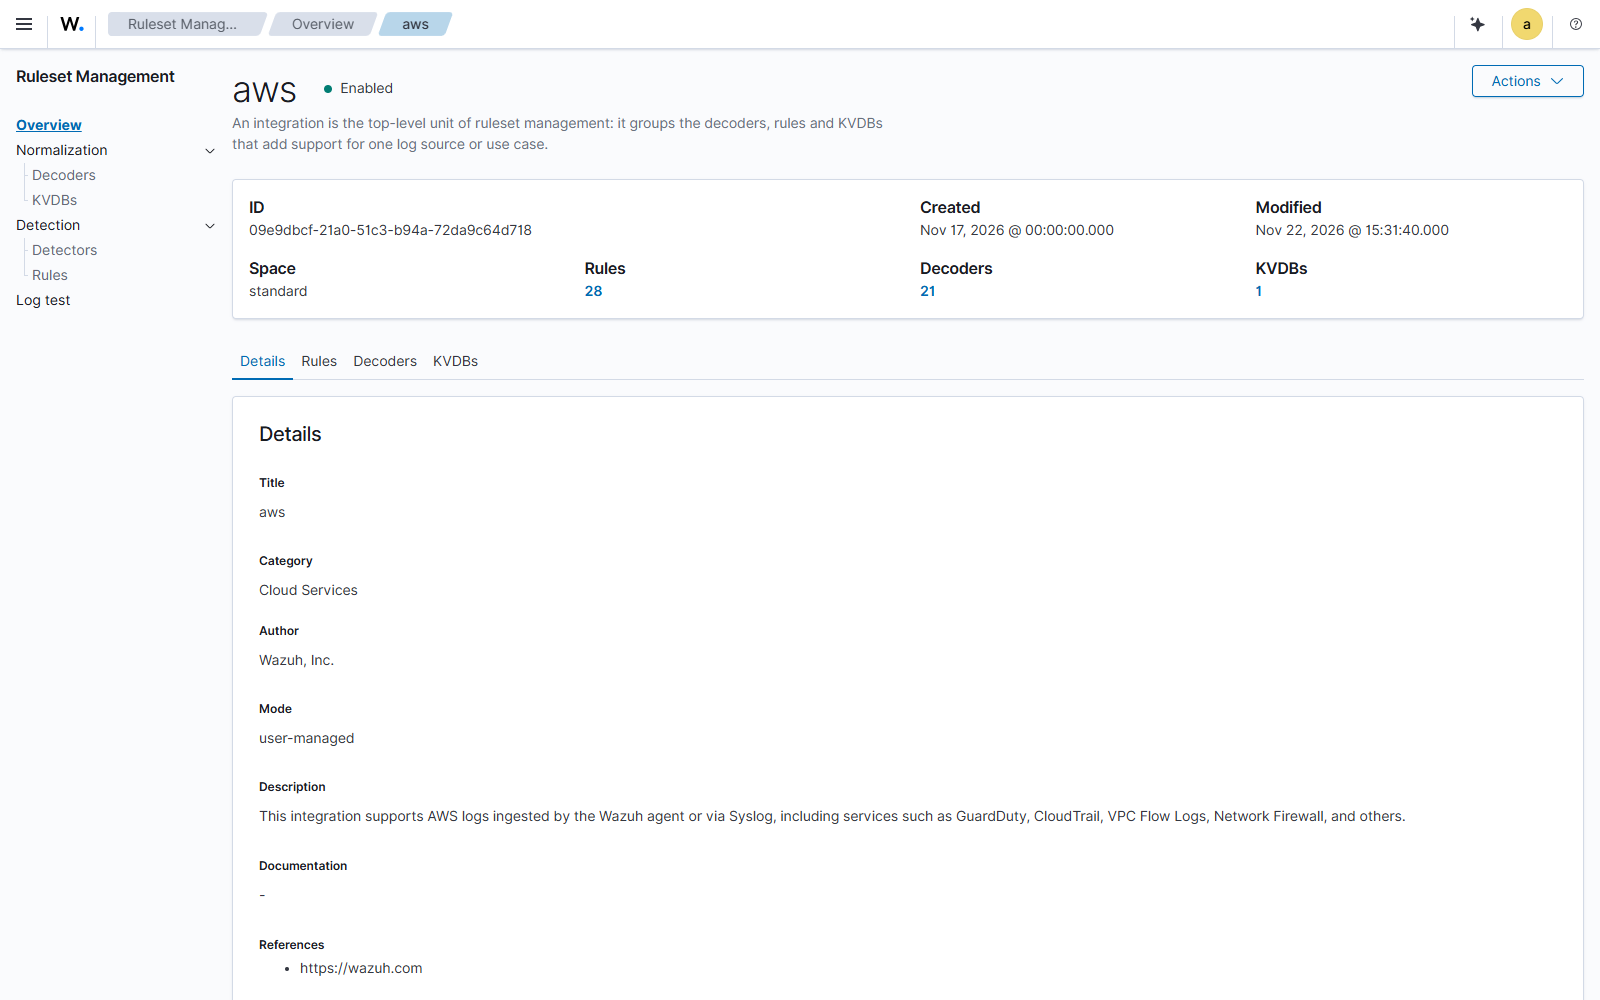 W.
Ruleset Manag...
Overview
aws
a
Ruleset Management
Overview
Normalization
Decoders
KVDBs
Detection
Detectors
Rules
Log test
aws
Enabled
Actions
An integration is the top-level unit of ruleset management: it groups the decoders, rules and KVDBs
that add support for one log source or use case.
ID
09e9dbcf-21a0-51c3-b94a-72da9c64d718
Created
Nov 17, 2026 @ 00:00:00.000
Modified
Nov 22, 2026 @ 15:31:40.000
Space
standard
Rules
28
Decoders
21
KVDBs
1
Details
Rules
Decoders
KVDBs
Details
Title
aws
Category
Cloud Services
Author
Wazuh, Inc.
Mode
user-managed
Description
This integration supports AWS logs ingested by the Wazuh agent or via Syslog, including services such as GuardDuty, CloudTrail, VPC Flow Logs, Network Firewall, and others.
Documentation
-
References
• https://wazuh.com